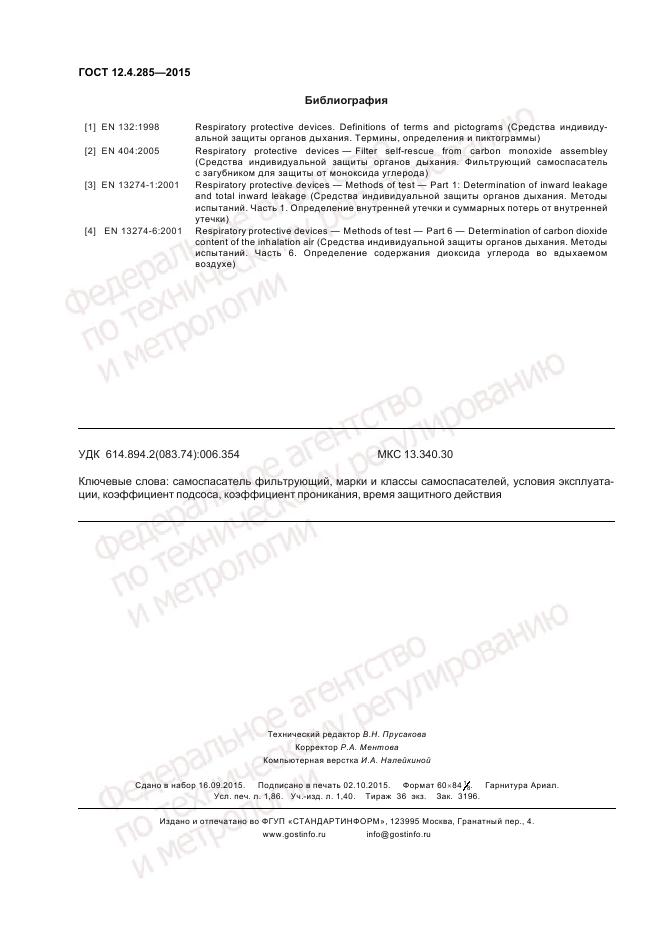 ГОСТ 12.4.285—2015
Библиография
[1] EN 132:1998 Respiratory protective devices. Definitions of terms and pictograms (Средства индивиду-
альной защиты органов дыхания. Термины, определения и пиктограммы)
[2] EN 404:2005 Respiratory protective devices — Filter self-rescue from carbon monoxide assembley
(Средства индивидуальной защиты органов дыхания. Фильтрующий самоспасатель
с загубником для защиты от моноксида углерода)
[3] EN 13274-1:2001 Respiratory protective devices — Methods of test — Part 1: Determination of inward leakage
and total inward leakage (Средства индивидуальной защиты органов дыхания. Методы
испытаний. Часть 1. Определение внутренней утечки и суммарных потерь от внутренней
утечки)
[4] EN 13274-6:2001 Respiratory protective devices — Methods of test — Part 6 — Determination of carbon dioxide
content of the inhalation air (Средства индивидуальной защиты органов дыхания. Методы
испытаний. Часть 6. Определение содержания диоксида углерода во вдыхаемом
воздухе)
Федеральное агентство
по техническому регулированию
и метрологии
УДК 614.894.2(083.74):006.354 МКС 13.340.30
Ключевые слова: самоспасатель фильтрующий, марки и классы самоспасателей, условия эксплуата-
ции, коэффициент подсоса, коэффициент проникания, время защитного действия
Федеральное агентство
по техническому регулированию
и метрологии
Технический редактор В.Н. Прусакова
Корректор Р.А. Ментова
Компьютерная верстка И.А. Налейкиной
Сдано в набор 16.09.2015. Подписано в печать 02.10.2015. Формат 60×84 Гарнитура Ариал.
Усл. печ. л. 1,86. Уч.-изд. л. 1,40. Тираж 36 экз. Зак. 3196.
Федеральное агентство
по техническому регулированию
и метрологии
Издано и отпечатано во ФГУП «СТАНДАРТИНФОРМ», 123995 Москва, Гранатный пер., 4.
www.gostinfo.ru info@gostinfo.ru